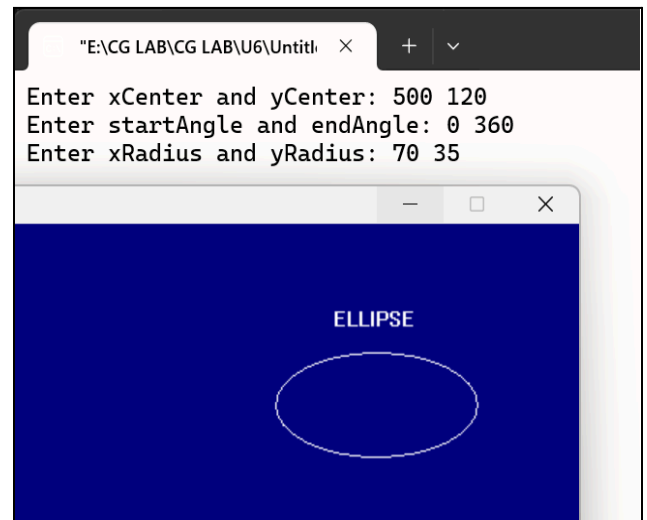 "E:\CG LAB\CG LAB\U6\Untitl
Enter xCenter and yCenter: 500 120
Enter startAngle and endAngle: 0 360
Enter xRadius and yRadius: 70 35
ELLIPSE